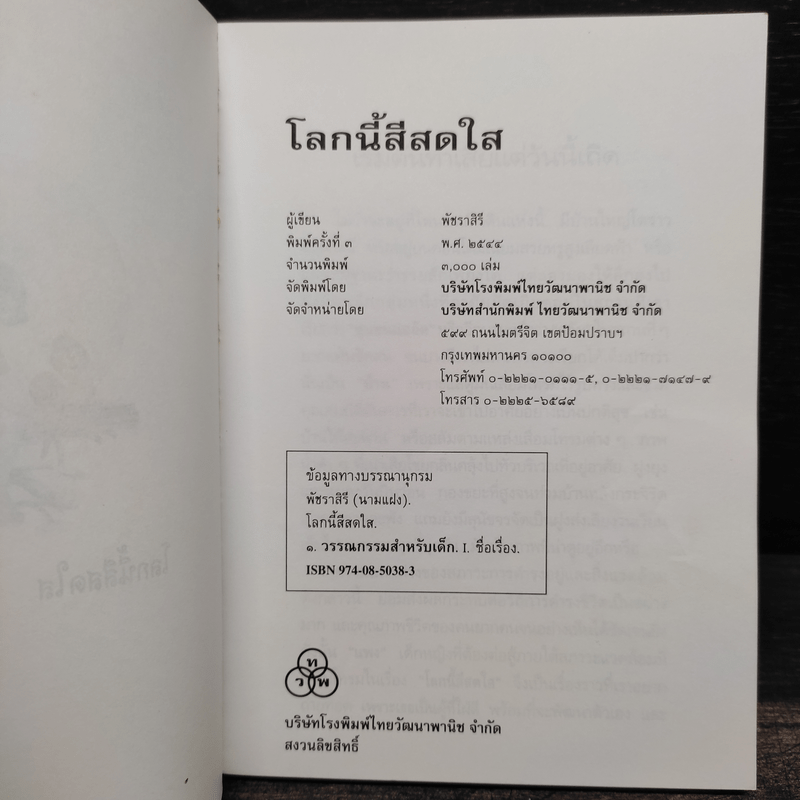 โลกนี้สีสดใส
ผู้เขียน พัชราสิรี
พิมพ์ครั้งที่ ๓ พ.ศ. ๒๕๔๔
จำนวนพิมพ์ ๓,๐๐๐ เล่ม
จัดพิมพ์โดย บริษัทโรงพิมพ์ไทยวัฒนาพานิช จำกัด
จัดจำหน่ายโดย บริษัทสำนักพิมพ์ ไทยวัฒนาพานิช จำกัด
๕๙๙ ถนนไมตรีจิต เขตป้อมปราบฯ
กรุงเทพมหานคร ๑๐๑๐๐
โทรศัพท์ ๐-๒๒๒๑-๐๑๑๑-๕, ๐-๒๒๒๑-๗๑๔๗-๙
โทรสาร ๐-๒๒๒๕-๖๕๘๙
ข้อมูลทางบรรณานุกรม
พัชราสิรี (นามแฝง).
โลกนี้สีสดใส.
๑. วรรณกรรมสำหรับเด็ก. I. ชื่อเรื่อง.
ISBN 974-08-5038-3
ท
ว พ
บริษัทโรงพิมพ์ไทยวัฒนาพานิช จำกัด
สงวนลิขสิทธิ์